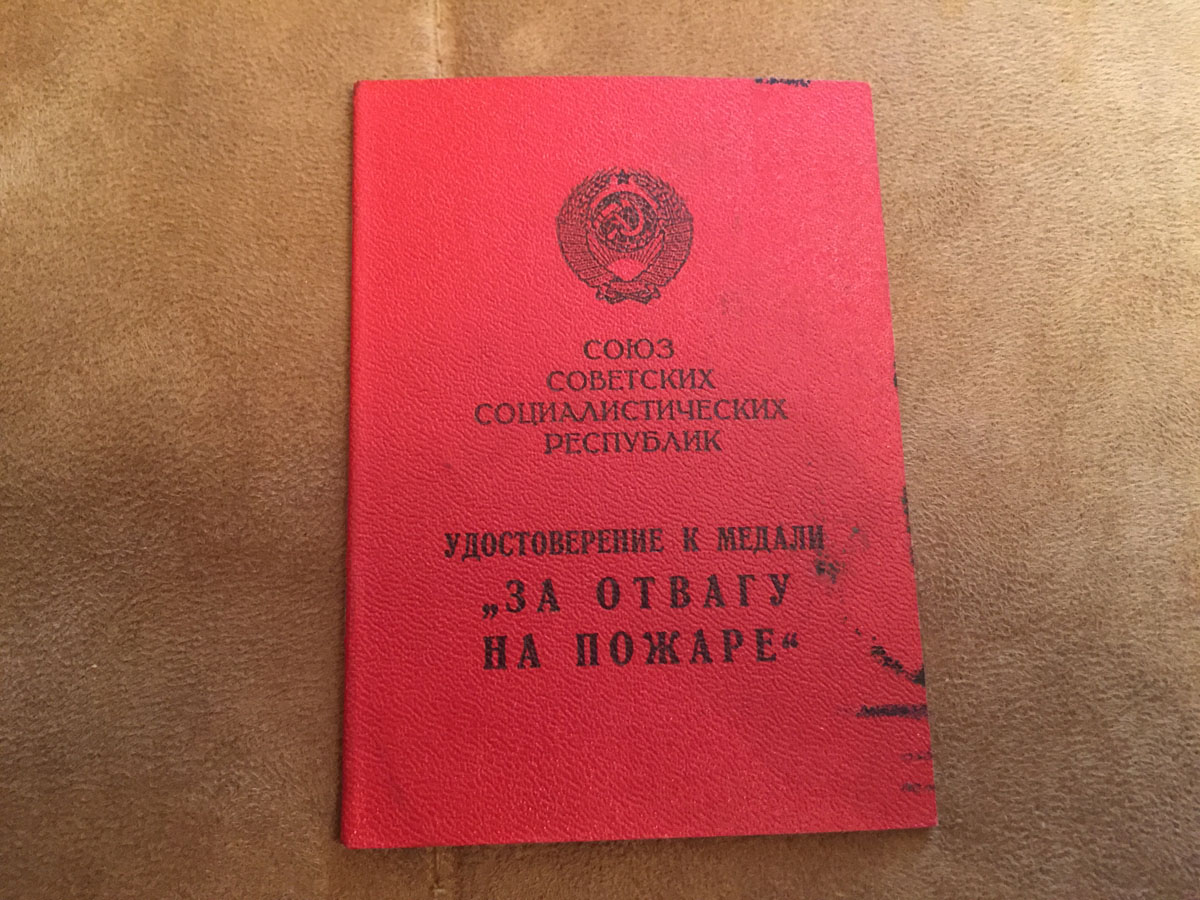 СОЮЗ
СОВЕТСКИХ
СОЦИАЛИСТИЧЕСКИХ
РЕСПУБЛИК
УДОСТОВЕРЕНИЕ К МЕДАЛИ
„ЗА ОТВАГУ
НА ПОЖАРЕ“